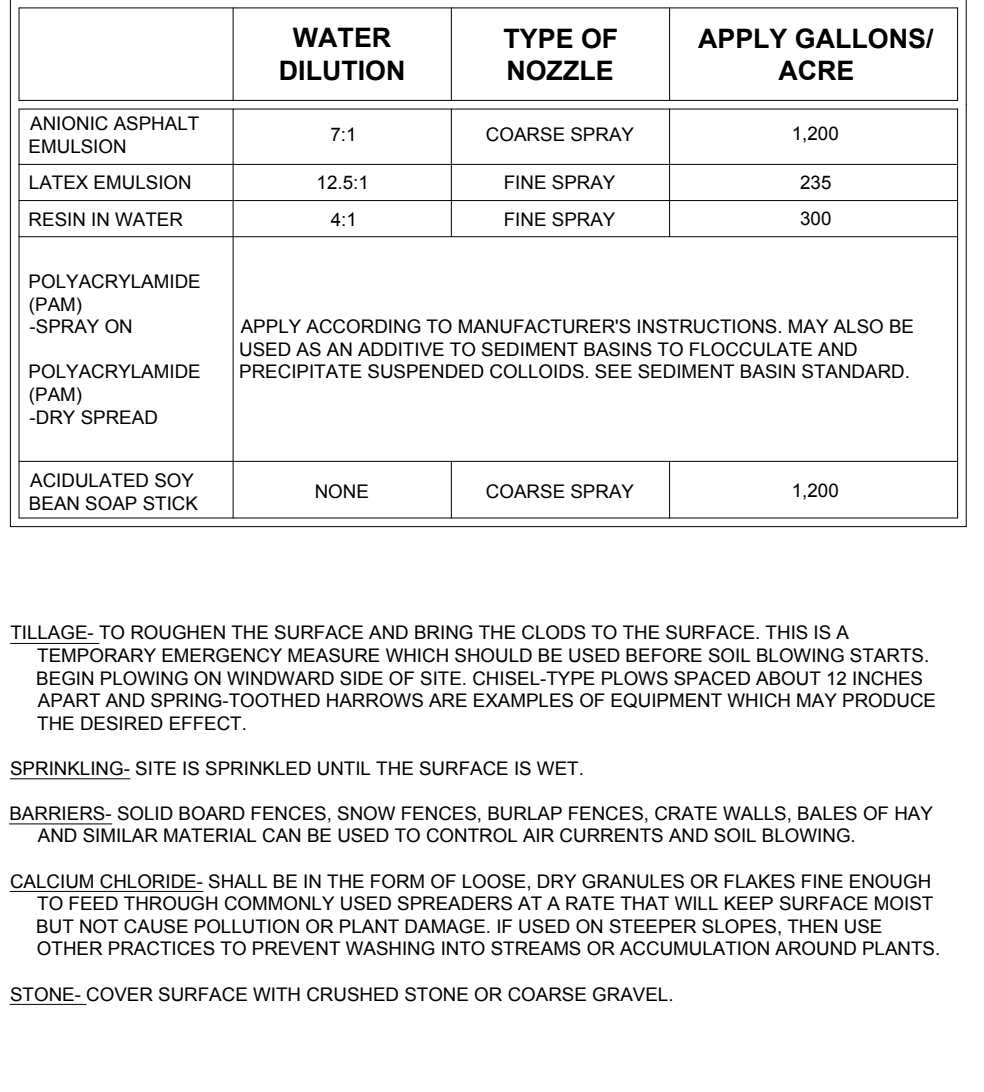 WATER DILUTION TYPE OF NOZZLE APPLY GALLONS/ ACRE
ANIONIC ASPHALT EMULSION 7:1 COARSE SPRAY 1,200
LATEX EMULSION 12.5:1 FINE SPRAY 235
RESIN IN WATER 4:1 FINE SPRAY 300
POLYACRYLAMIDE
(PAM)
-SPRAY ON
POLYACRYLAMIDE
(PAM)
-DRY SPREAD
APPLY ACCORDING TO MANUFACTURER'S INSTRUCTIONS. MAY ALSO BE
USED AS AN ADDITIVE TO SEDIMENT BASINS TO FLOCCULATE AND
PRECIPITATE SUSPENDED COLLOIDS. SEE SEDIMENT BASIN STANDARD.
ACIDULATED SOY BEAN SOAP STICK NONE COARSE SPRAY 1,200
TILLAGE- TO ROUGHEN THE SURFACE AND BRING THE CLODS TO THE SURFACE. THIS IS A
TEMPORARY EMERGENCY MEASURE WHICH SHOULD BE USED BEFORE SOIL BLOWING STARTS.
BEGIN PLOWING ON WINDWARD SIDE OF SITE. CHISEL-TYPE PLOWS SPACED ABOUT 12 INCHES
APART AND SPRING-TOOTHED HARROWS ARE EXAMPLES OF EQUIPMENT WHICH MAY PRODUCE
THE DESIRED EFFECT.
SPRINKLING- SITE IS SPRINKLED UNTIL THE SURFACE IS WET.
BARRIERS- SOLID BOARD FENCES, SNOW FENCES, BURLAP FENCES, CRATE WALLS, BALES OF HAY
AND SIMILAR MATERIAL CAN BE USED TO CONTROL AIR CURRENTS AND SOIL BLOWING.
CALCIUM CHLORIDE- SHALL BE IN THE FORM OF LOOSE, DRY GRANULES OR FLAKES FINE ENOUGH
TO FEED THROUGH COMMONLY USED SPREADERS AT A RATE THAT WILL KEEP SURFACE MOIST
BUT NOT CAUSE POLLUTION OR PLANT DAMAGE. IF USED ON STEEPER SLOPES, THEN USE
OTHER PRACTICES TO PREVENT WASHING INTO STREAMS OR ACCUMULATION AROUND PLANTS.
STONE- COVER SURFACE WITH CRUSHED STONE OR COARSE GRAVEL.